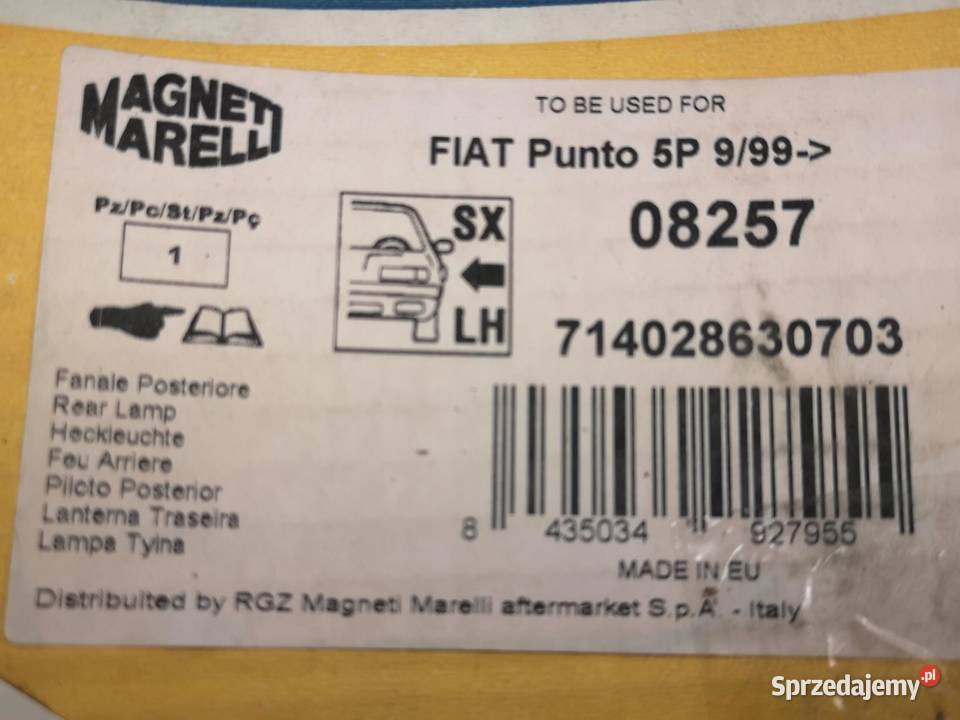 MAGNETI
MARELLI
TO BE USED FOR
FIAT Punto 5P 9/99->
Pz/Pc/St/Pz/Pç
1
SX
LH
08257
714028630703
Fanale Posteriore
Rear Lamp
Heckleuchte
Feu Arriere
Piloto Posterior
Lanterna Traseira
Lampa Tylna
8 435034 927955
MADE IN EU
Distribuited by RGZ Magneti Marelli aftermarket S.p.A. - Italy
Sprzedajemy.pl